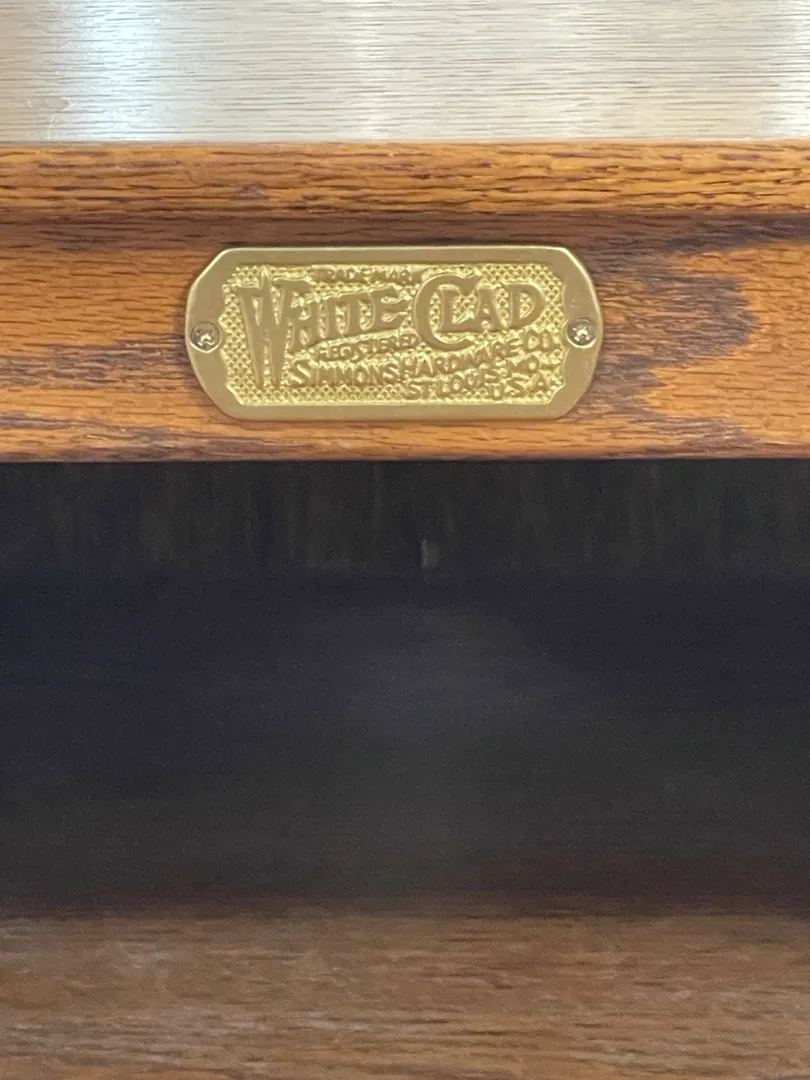 TRADE MARK
WHITE-CLAD
REGISTERED
SIMMONS HARDWARE CO.
ST LOUIS MO.
U.S.A.